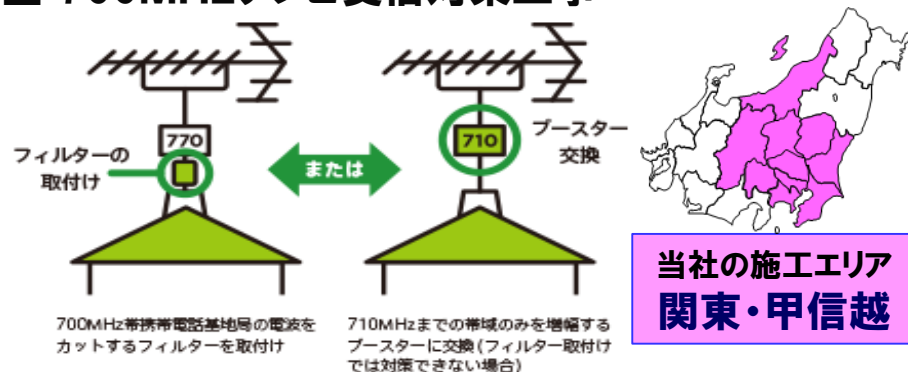 700MHzテレビ受信対策工事
770
フィルターの
取付け
または
710
ブースター
交換
700MHz帯携帯電話基地局の電波を
カットするフィルターを取付け
710MHzまでの帯域のみを増幅する
ブースターに交換(フィルター取付け
では対策できない場合)
当社の施工エリア
関東・甲信越